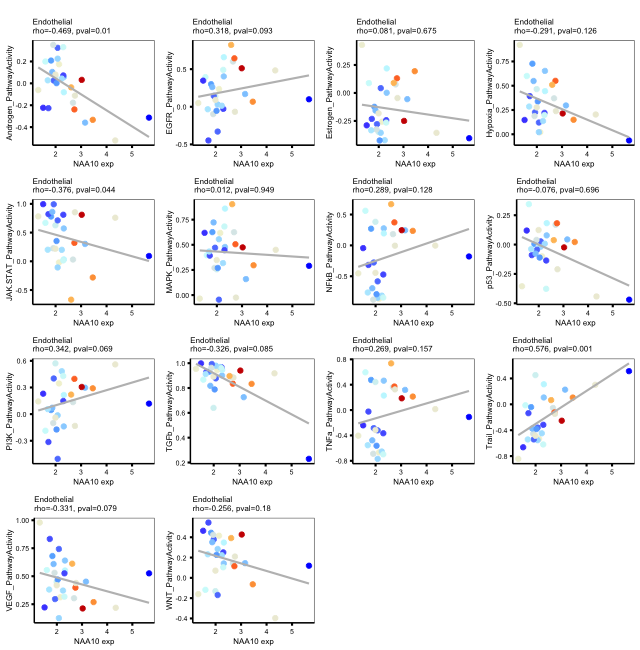 Endothelial
rho=-0.469, pval=0.01
Androgen_PathwayActivity
0.2
0.0
-0.2
-0.4
2 3 4 5
NAA10 exp
Endothelial
rho=0.318, pval=0.093
EGFR_PathwayActivity
0.5
0.0
-0.5
2 3 4 5
NAA10 exp
Endothelial
rho=0.081, pval=0.675
Estrogen_PathwayActivity
0.25
0.00
-0.25
2 3 4 5
NAA10 exp
Endothelial
rho=-0.291, pval=0.126
Hypoxia_PathwayActivity
0.75
0.50
0.25
0.00
2 3 4 5
NAA10 exp
Endothelial
rho=-0.376, pval=0.044
JAK.STAT_PathwayActivity
1.0
0.5
0.0
-0.5
2 3 4 5
NAA10 exp
Endothelial
rho=0.012, pval=0.949
MAPK_PathwayActivity
0.75
0.50
0.25
0.00
2 3 4 5
NAA10 exp
Endothelial
rho=0.289, pval=0.128
NFkB_PathwayActivity
0.5
0.0
-0.5
2 3 4 5
NAA10 exp
Endothelial
rho=-0.076, pval=0.696
p53_PathwayActivity
0.25
0.00
-0.25
-0.50
2 3 4 5
NAA10 exp
Endothelial
rho=0.342, pval=0.069
PI3K_PathwayActivity
0.6
0.3
0.0
-0.3
2 3 4 5
NAA10 exp
Endothelial
rho=-0.326, pval=0.085
TGFb_PathwayActivity
1.0
0.8
0.6
0.4
0.2
2 3 4 5
NAA10 exp
Endothelial
rho=0.269, pval=0.157
TNFa_PathwayActivity
0.8
0.4
0.0
-0.4
-0.8
2 3 4 5
NAA10 exp
Endothelial
rho=0.576, pval=0.001
Trail_PathwayActivity
0.4
0.0
-0.4
-0.8
2 3 4 5
NAA10 exp
Endothelial
rho=-0.331, pval=0.079
VEGF_PathwayActivity
1.00
0.75
0.50
0.25
2 3 4 5
NAA10 exp
Endothelial
rho=-0.256, pval=0.18
WNT_PathwayActivity
0.4
0.2
0.0
-0.2
-0.4
2 3 4 5
NAA10 exp